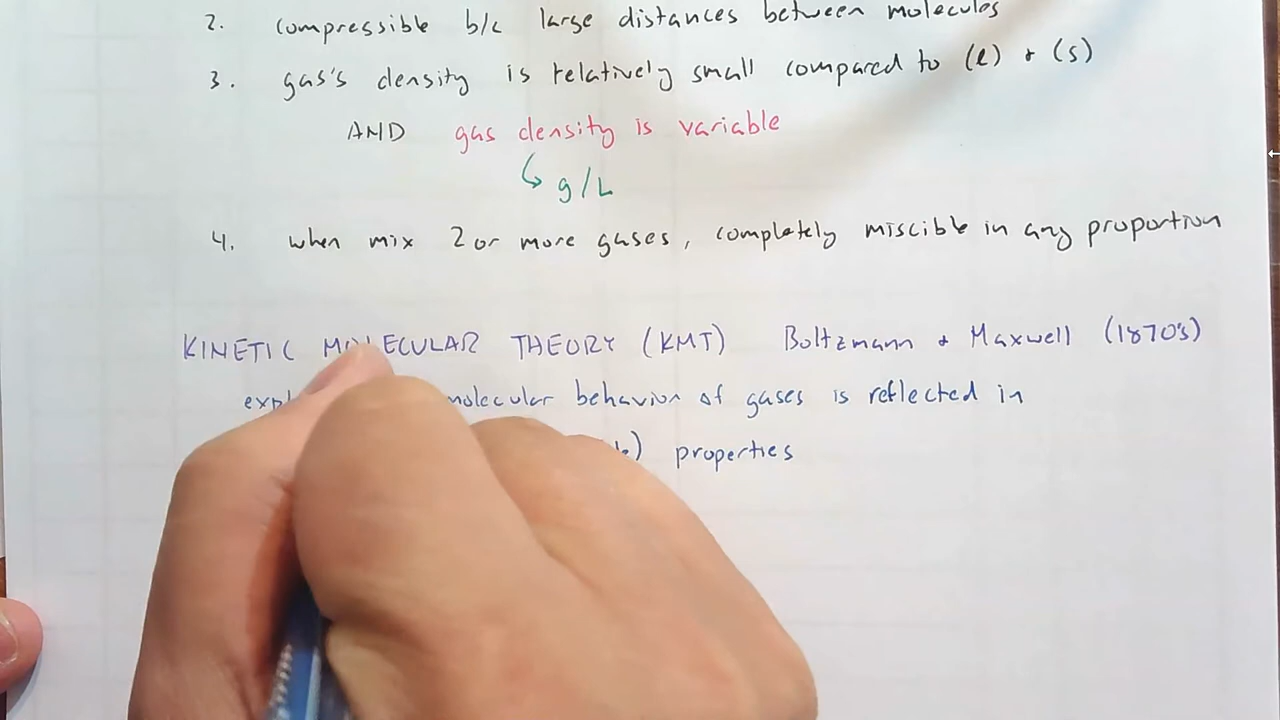 2. compressible b/c large distances between molecules
3. gas's density is relatively small compared to (l) + (s)
AND gas density is variable
↳ g/L
4. when mix 2 or more gases, completely miscible in any proportion
KINETIC MOLECULAR THEORY (KMT) Boltzmann + Maxwell (1870's)
molecular behavior of gases is reflected in
properties